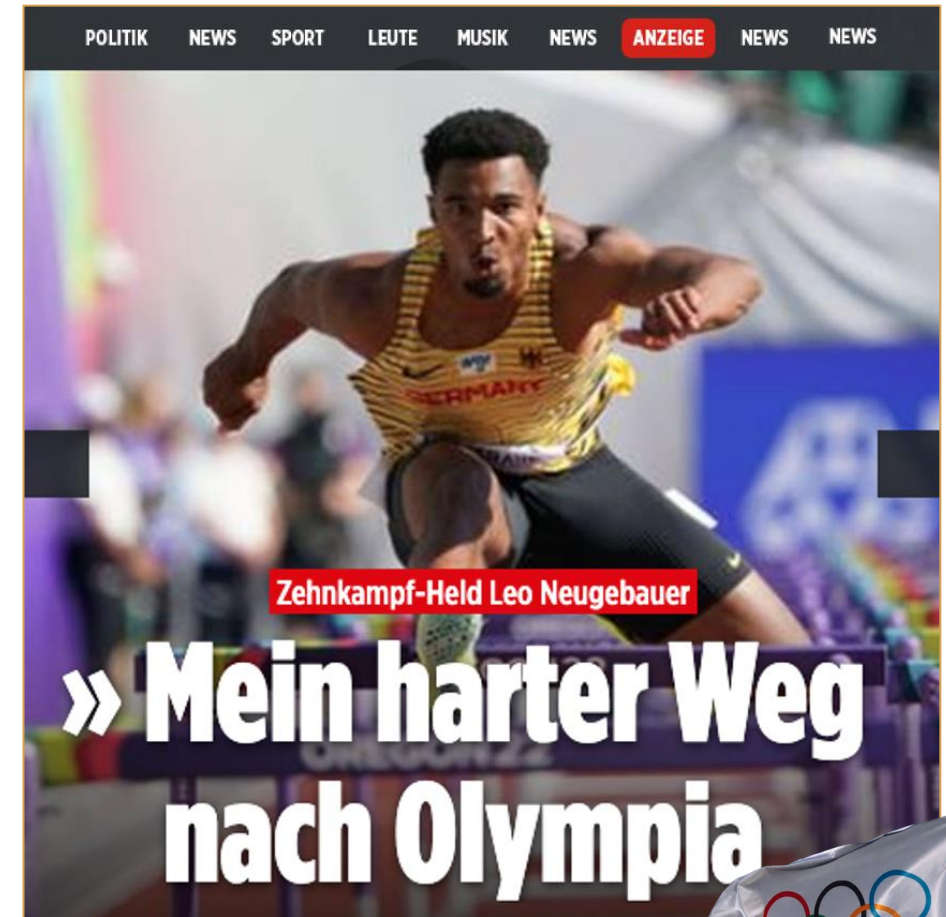 POLITIK NEWS SPORT LEUTE MUSIK NEWS ANZEIGE NEWS NEWS
GERMANY
Zehnkampf-Held Leo Neugebauer
» Mein harter Weg
OREGON22
nach Olympia